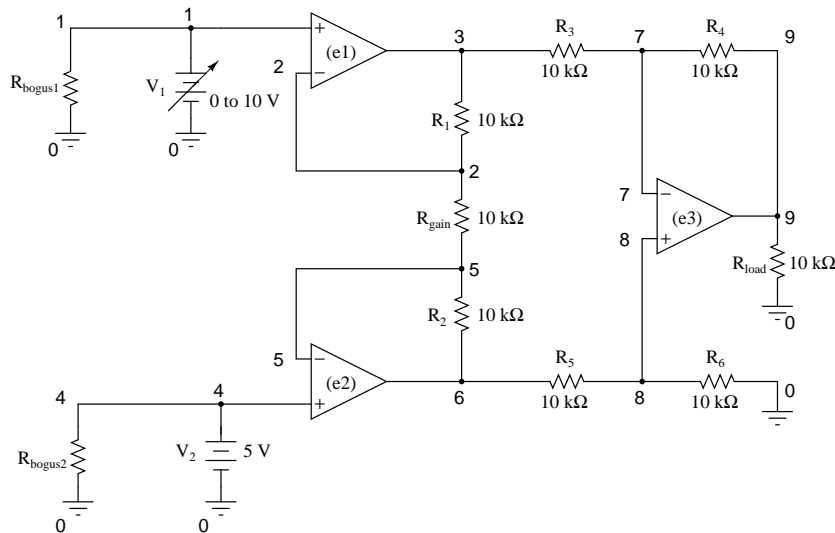 1
1
3
R3
7
R4
9
(e1)
+
−
2
Rbogus1
V1
0 to 10 V
10 kΩ
10 kΩ
R1
10 kΩ
0
0
2
7
−
(e3)
9
Rgain
10 kΩ
8
+
Rload
10 kΩ
5
0
R2
10 kΩ
5
−
(e2)
+
R5
R6
4
4
6
10 kΩ
8
10 kΩ
0
Rbogus2
V2
5 V
0
0